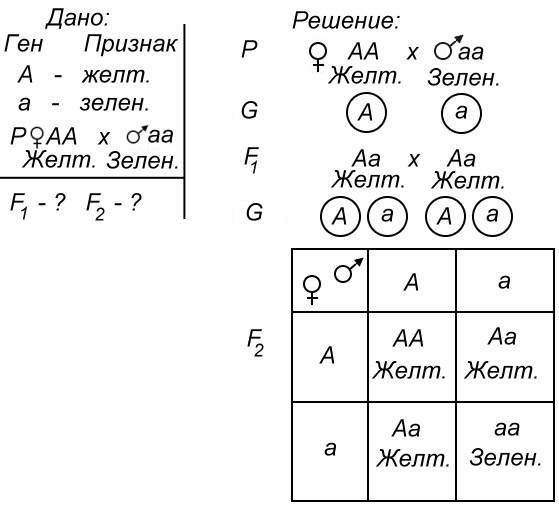 Дано:
Ген Признак
А - желт.
а - зелен.
Р♀АА х ♂аа
Желт. Зелен.
F1 - ? F2 - ?
Решение:
Р ♀ АА х ♂аа
Желт. Зелен.
G А а
F1 Аа х Аа
Желт. Желт.
G А а А а
♀ ♂ А а
F2
А АА Аа
Желт. Желт.
а Аа аа
Желт. Зелен.